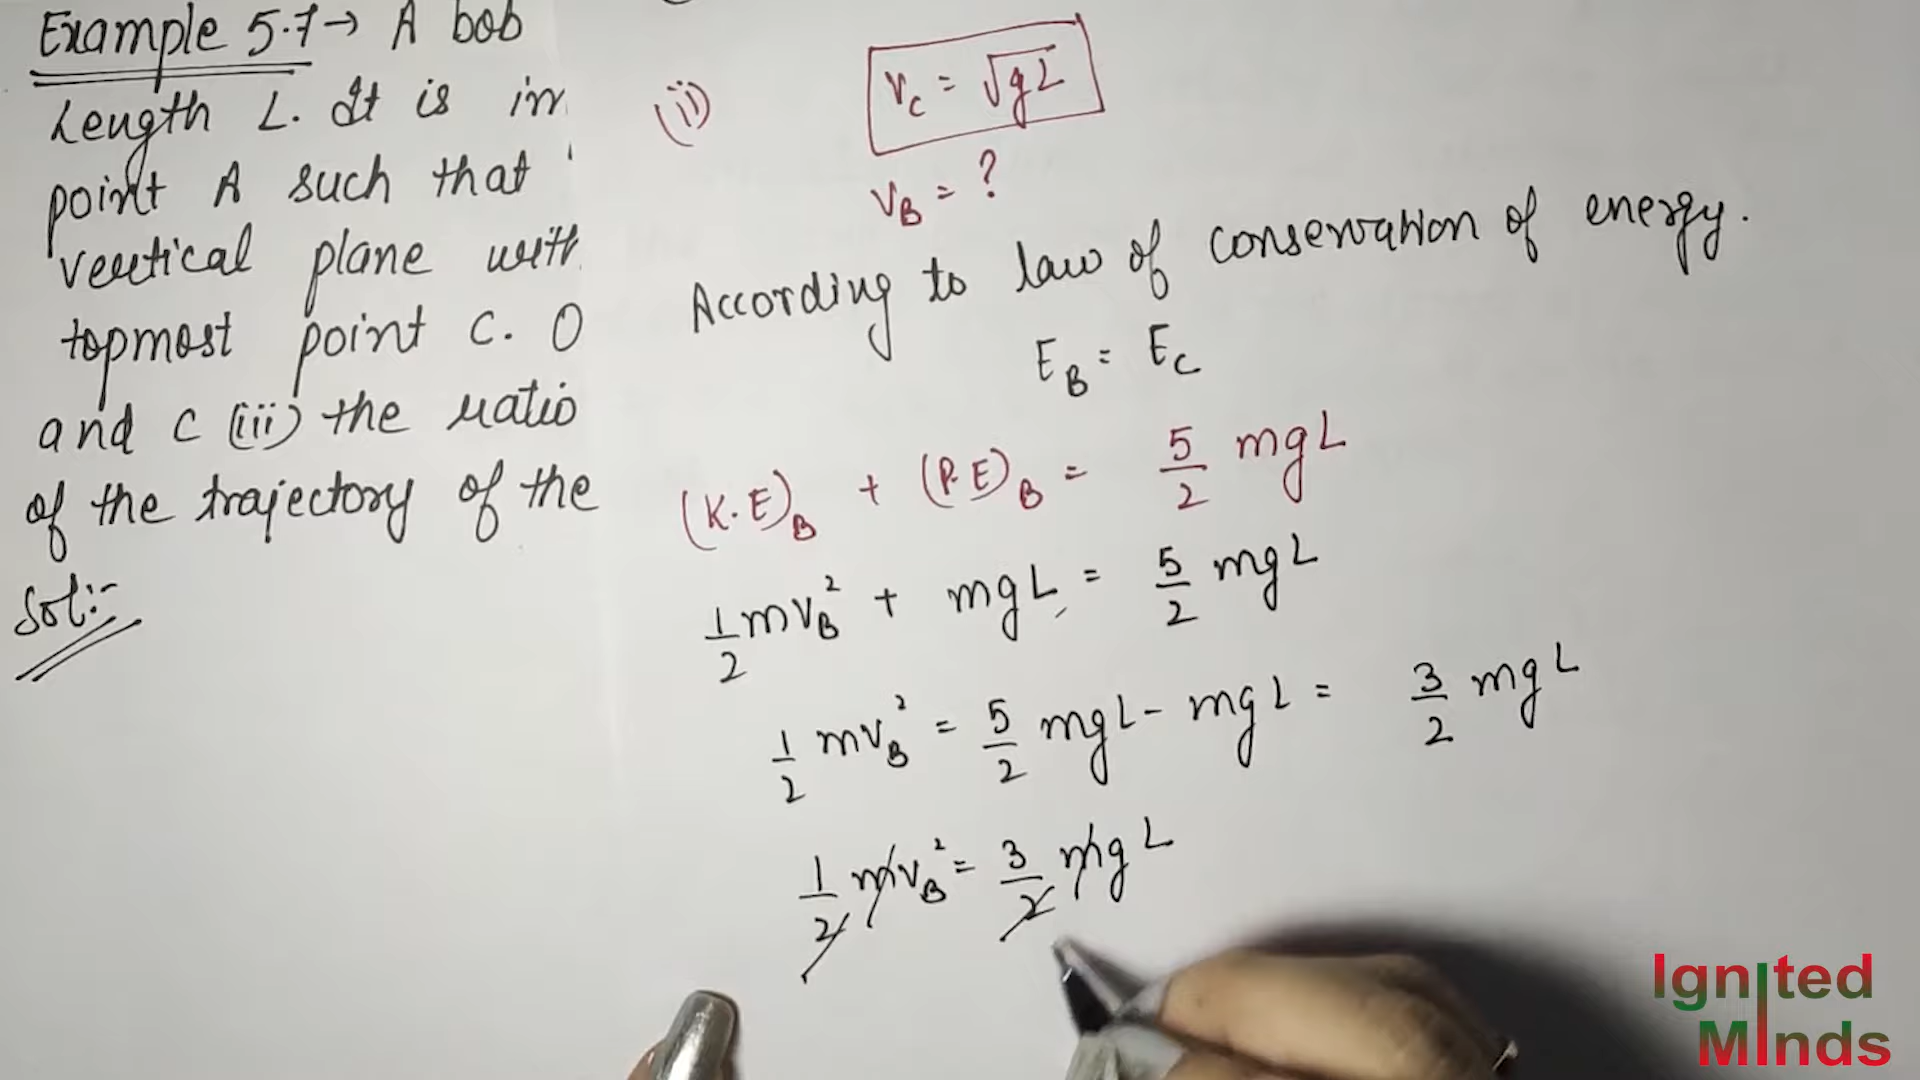 Example 5.7→ A bob
Length L. It is in
point A such that
vertical plane with
topmost point C. O
and C (iii) the ratio
of the trajectory of the
Sol:-
(ii)
v_C = √gL
v_B = ?
According to law of conservation of energy.
E_B = E_C
(K.E)_B + (P.E)_B = 5/2 mgL
1/2 mv_B² + mgL = 5/2 mgL
1/2 mv_B² = 5/2 mgL - mgL = 3/2 mgL
1/2 mv_B² = 3/2 mgL
Ignited
Minds